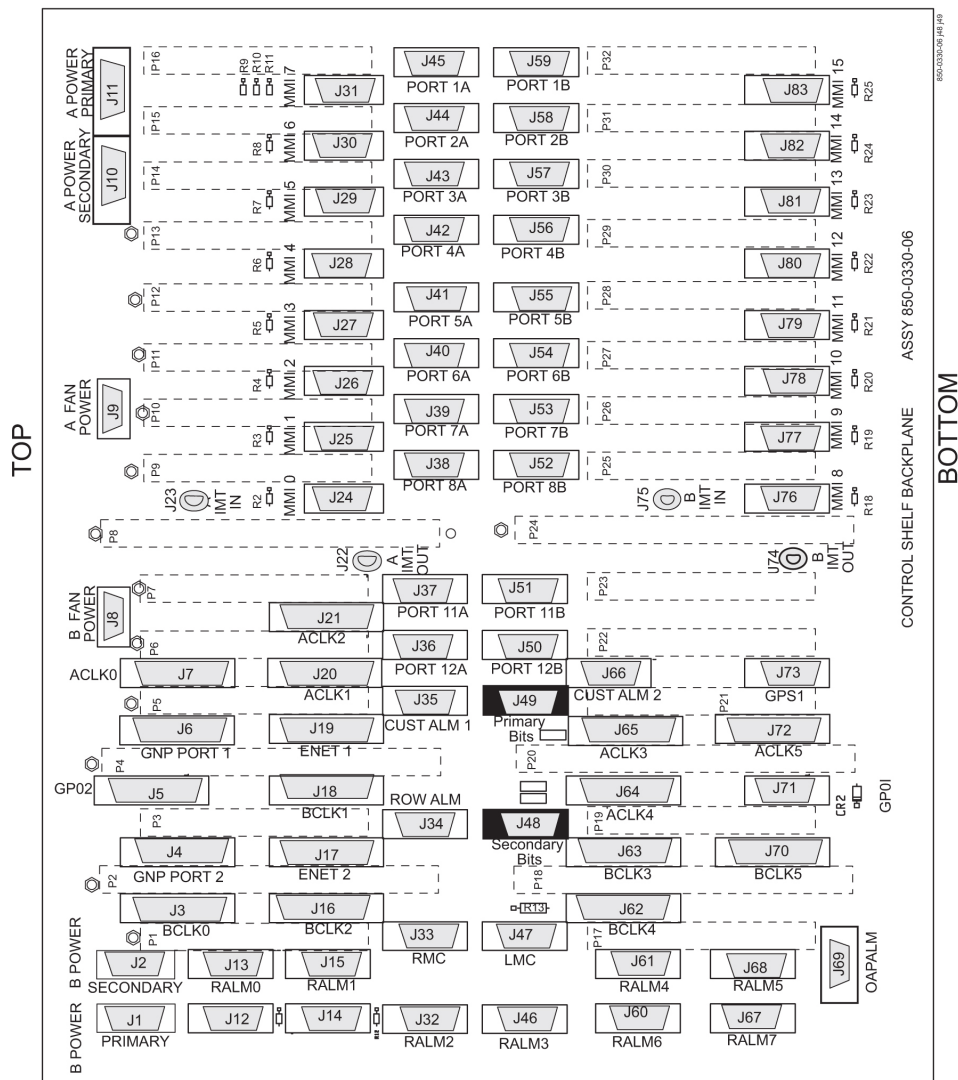 850-0330-06 j48 j49
TOP
BOTTOM
CONTROL SHELF BACKPLANE ASSY 850-0330-06
A POWER PRIMARY
J11
P16
R9
R10
R11
MMI 7
J31
J45
PORT 1A
J59
PORT 1B
P32
J83
MMI 15
R25
P15
R8
MMI 6
J30
J44
PORT 2A
J58
PORT 2B
P31
J82
MMI 14
R24
A POWER SECONDARY
J10
P14
R7
MMI 5
J29
J43
PORT 3A
J57
PORT 3B
P30
J81
MMI 13
R23
P13
R6
MMI 4
J28
J42
PORT 4A
J56
PORT 4B
P29
J80
MMI 12
R22
P12
R5
MMI 3
J27
J41
PORT 5A
J55
PORT 5B
P28
J79
MMI 11
R21
P11
R4
MMI 2
J26
J40
PORT 6A
J54
PORT 6B
P27
J78
MMI 10
R20
A FAN POWER
J9
P10
R3
MMI 1
J25
J39
PORT 7A
J53
PORT 7B
P26
J77
MMI 9
R19
P9
J23
A IMT IN
R2
MMI 0
J24
J38
PORT 8A
J52
PORT 8B
P25
J75
B IMT IN
J76
MMI 8
R18
P8
P24
J22
A IMT OUT
J74
B IMT OUT
B FAN POWER
J8
P7
J21
ACLK2
J37
PORT 11A
J51
PORT 11B
P23
P6
ACLK0
J7
J20
ACLK1
J36
PORT 12A
J50
PORT 12B
P22
J66
CUST ALM 2
J73
GPS1
P5
J6
GNP PORT 1
J19
ENET 1
J35
CUST ALM 1
J49
Primary
Bits
J65
ACLK3
P21
J72
ACLK5
P4
P20
GP02
J5
J18
BCLK1
J64
ACLK4
J71
CR2
GP0I
P3
ROW ALM
J34
J48
Secondary
Bits
P19
J4
GNP PORT 2
J17
ENET 2
J63
BCLK3
J70
BCLK5
P2
P18
J3
BCLK0
J16
BCLK2
R13
J62
BCLK4
P1
J33
RMC
J47
LMC
P17
J69
OAPALM
B POWER
J2
SECONDARY
J13
RALM0
J15
RALM1
J61
RALM4
J68
RALM5
B POWER
J1
PRIMARY
J12
J14
J32
RALM2
J46
RALM3
J60
RALM6
J67
RALM7